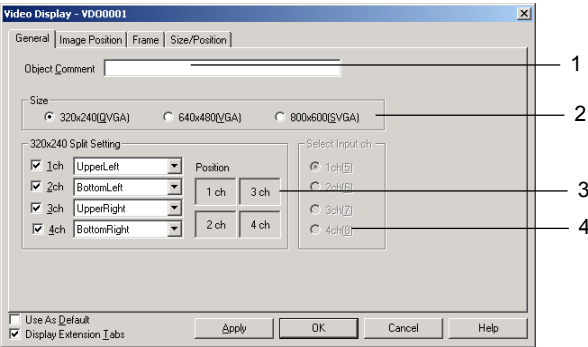 Video Display - VDO0001
General Image Position Frame Size/Position
Object Comment 1
Size
320x240(QVGA) 640x480(VGA) 800x600(SVGA) 2
320x240 Split Setting Select Input ch
1ch UpperLeft Position 1ch(5)
2ch BottomLeft 1 ch 3 ch 2ch(6) 3
3ch UpperRight 3ch(7)
4ch BottomRight 2 ch 4 ch 4ch(8) 4
Use As Default
Display Extension Tabs Apply OK Cancel Help